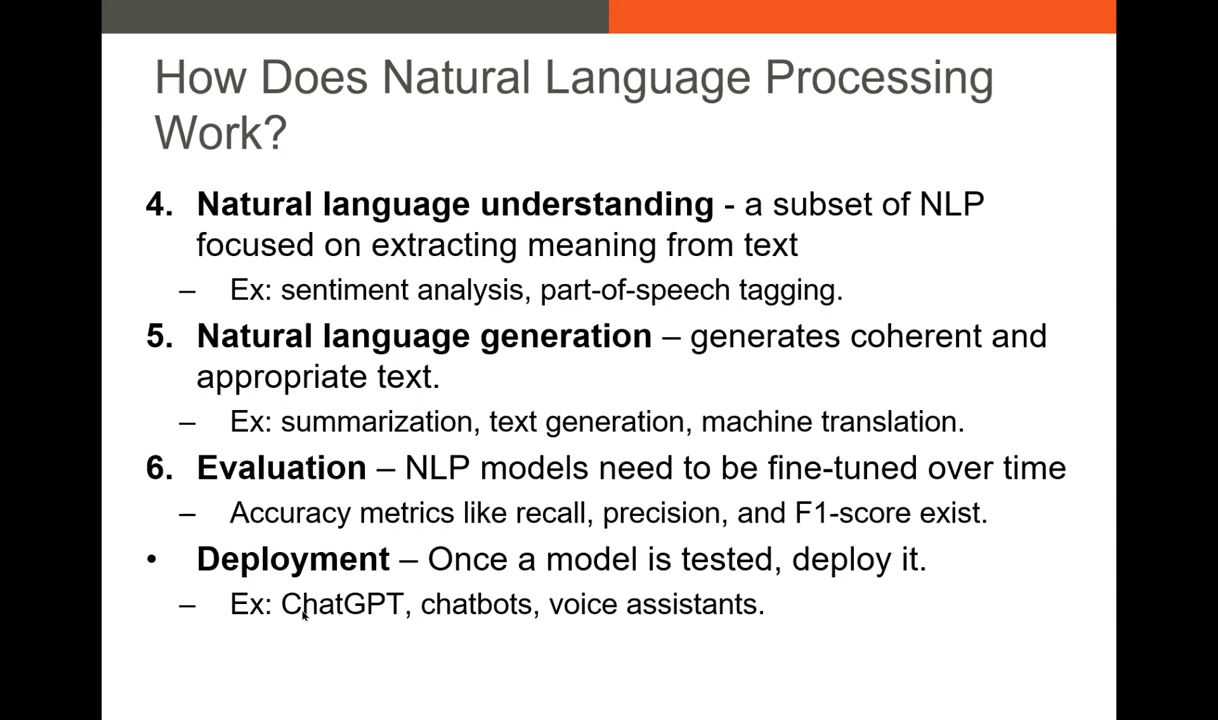 How Does Natural Language Processing
Work?
4. Natural language understanding - a subset of NLP
focused on extracting meaning from text
– Ex: sentiment analysis, part-of-speech tagging.
5. Natural language generation – generates coherent and
appropriate text.
– Ex: summarization, text generation, machine translation.
6. Evaluation – NLP models need to be fine-tuned over time
– Accuracy metrics like recall, precision, and F1-score exist.
• Deployment – Once a model is tested, deploy it.
– Ex: ChatGPT, chatbots, voice assistants.